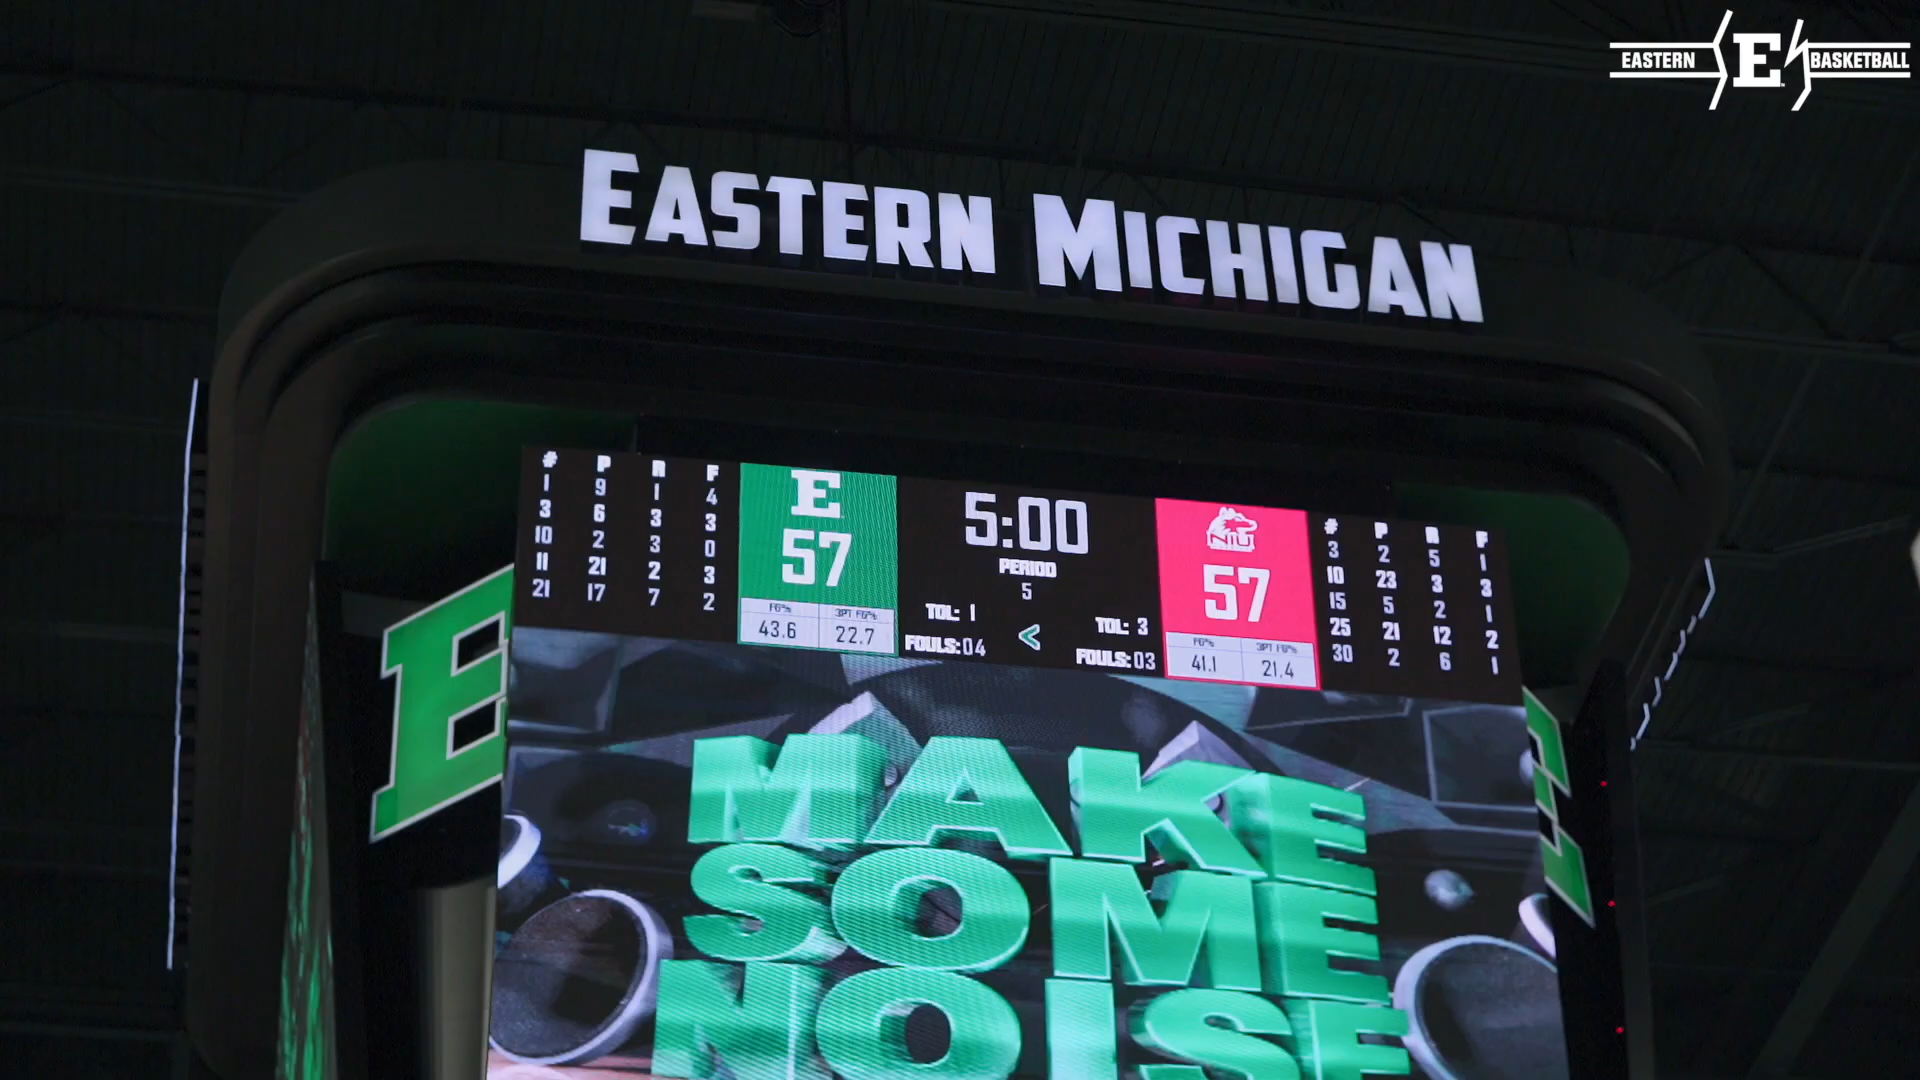 EASTERN E BASKETBALL
EASTERN MICHIGAN
# P R F
1 9 1 4
3 6 3 3
10 2 3 0
11 21 2 3
21 17 7 2
E
57
FG% 3PT FG%
43.6 22.7
5:00
PERIOD
5
TOL: 1
TOL: 3
FOULS: 04
<
FOULS: 03
NIU
57
FG% 3PT FG%
41.1 21.4
# P R F
3 2 5 1
10 23 3 3
15 5 2 1
25 21 12 2
30 2 6 1
E
E
MAKE
SOME
NOISE